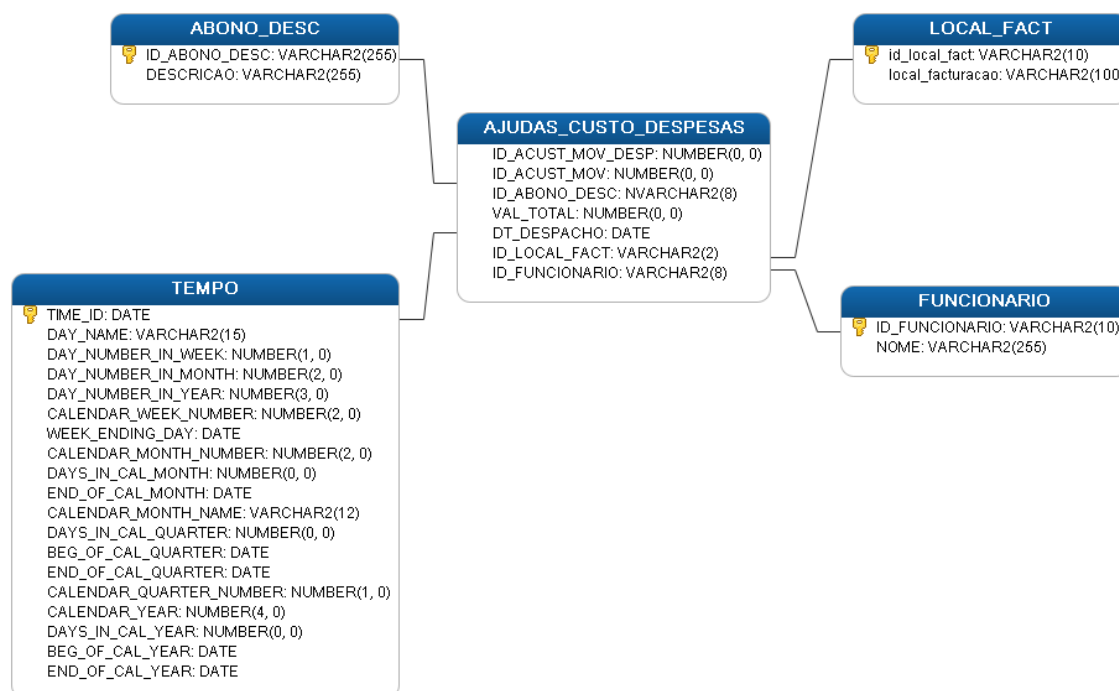 ABONO_DESC
ID_ABONO_DESC: VARCHAR2(255)
DESCRICAO: VARCHAR2(255)
LOCAL_FACT
id_local_fact: VARCHAR2(10)
local_facturacao: VARCHAR2(100
AJUDAS_CUSTO_DESPESAS
ID_ACUST_MOV_DESP: NUMBER(0, 0)
ID_ACUST_MOV: NUMBER(0, 0)
ID_ABONO_DESC: NVARCHAR2(8)
VAL_TOTAL: NUMBER(0, 0)
DT_DESPACHO: DATE
ID_LOCAL_FACT: VARCHAR2(2)
ID_FUNCIONARIO: VARCHAR2(8)
TEMPO
TIME_ID: DATE
DAY_NAME: VARCHAR2(15)
DAY_NUMBER_IN_WEEK: NUMBER(1, 0)
DAY_NUMBER_IN_MONTH: NUMBER(2, 0)
DAY_NUMBER_IN_YEAR: NUMBER(3, 0)
CALENDAR_WEEK_NUMBER: NUMBER(2, 0)
WEEK_ENDING_DAY: DATE
CALENDAR_MONTH_NUMBER: NUMBER(2, 0)
DAYS_IN_CAL_MONTH: NUMBER(0, 0)
END_OF_CAL_MONTH: DATE
CALENDAR_MONTH_NAME: VARCHAR2(12)
DAYS_IN_CAL_QUARTER: NUMBER(0, 0)
BEG_OF_CAL_QUARTER: DATE
END_OF_CAL_QUARTER: DATE
CALENDAR_QUARTER_NUMBER: NUMBER(1, 0)
CALENDAR_YEAR: NUMBER(4, 0)
DAYS_IN_CAL_YEAR: NUMBER(0, 0)
BEG_OF_CAL_YEAR: DATE
END_OF_CAL_YEAR: DATE
FUNCIONARIO
ID_FUNCIONARIO: VARCHAR2(10)
NOME: VARCHAR2(255)